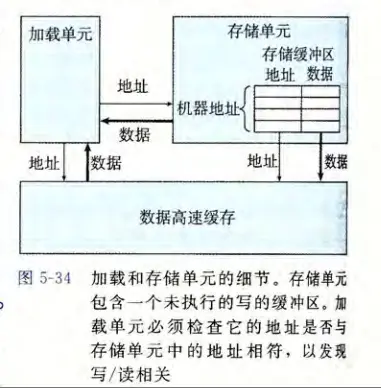 加载单元
存储单元
存储缓冲区
地址 数据
地址
机器地址
数据
地址 数据 地址 数据
数据高速缓存
图 5-34 加载和存储单元的细节。存储单元
包含一个未执行的写的缓冲区。加
载单元必须检查它的地址是否与
存储单元中的地址相符，以发现
写/读相关